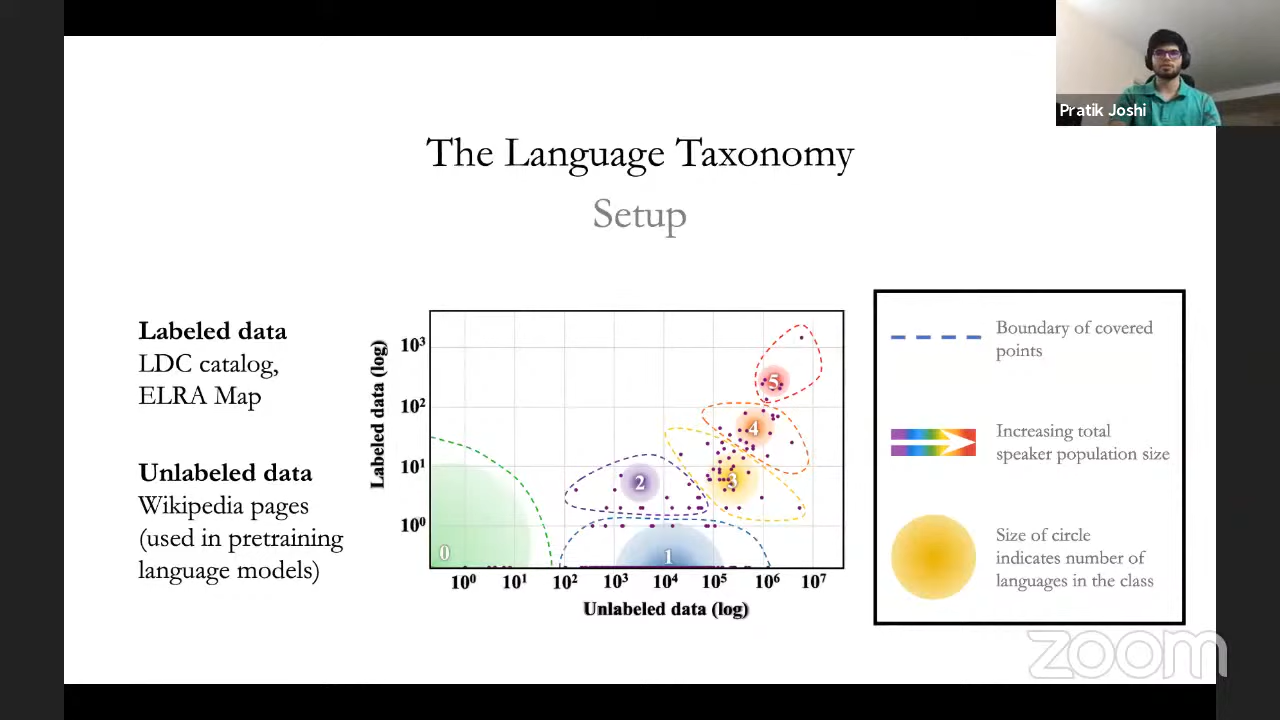 Pratik Joshi
The Language Taxonomy
Setup
Labeled data
LDC catalog,
ELRA Map
Unlabeled data
Wikipedia pages
(used in pretraining
language models)
Labeled data (log)
10³
10²
10¹
10⁰
0
1
2
3
4
5
10⁰ 10¹ 10² 10³ 10⁴ 10⁵ 10⁶ 10⁷
Unlabeled data (log)
Boundary of covered
points
Increasing total
speaker population size
Size of circle
indicates number of
languages in the class
zoom